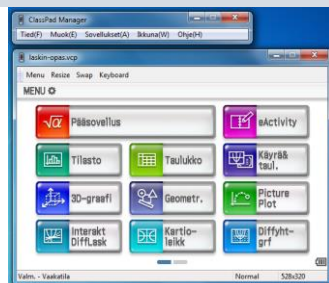 ClassPad Manager
Tied(F) Muok(E) Sovellukset(A) Ikkuna(W) Ohje(H)
laskin-opas.vcp
Menu Resize Swap Keyboard
MENU
√α Pääsovellus
eActivity
Tilasto
Taulukko
Käyrä&
taul.
3D-graafi
Geometr.
Picture
Plot
Interakt
DiffLask
Kartio-
leikk
Diffyht-
grf
Valm. - Vaakatila Normal 528x320